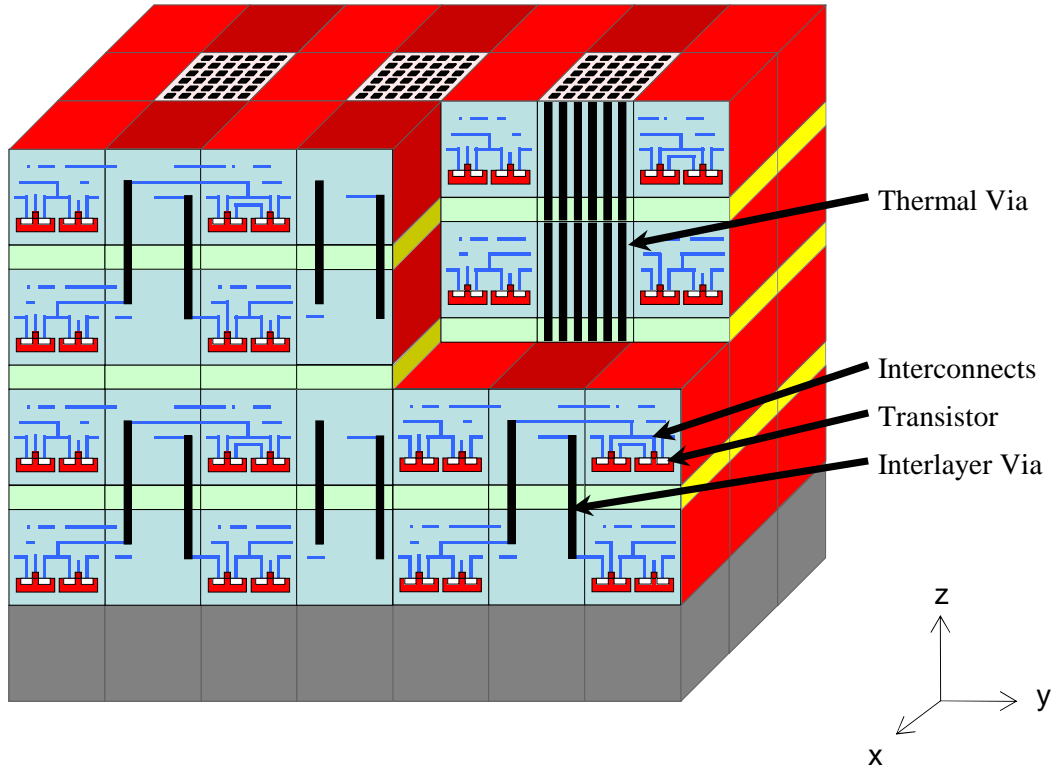 Thermal Via
Interconnects
Transistor
Interlayer Via
z
y
x